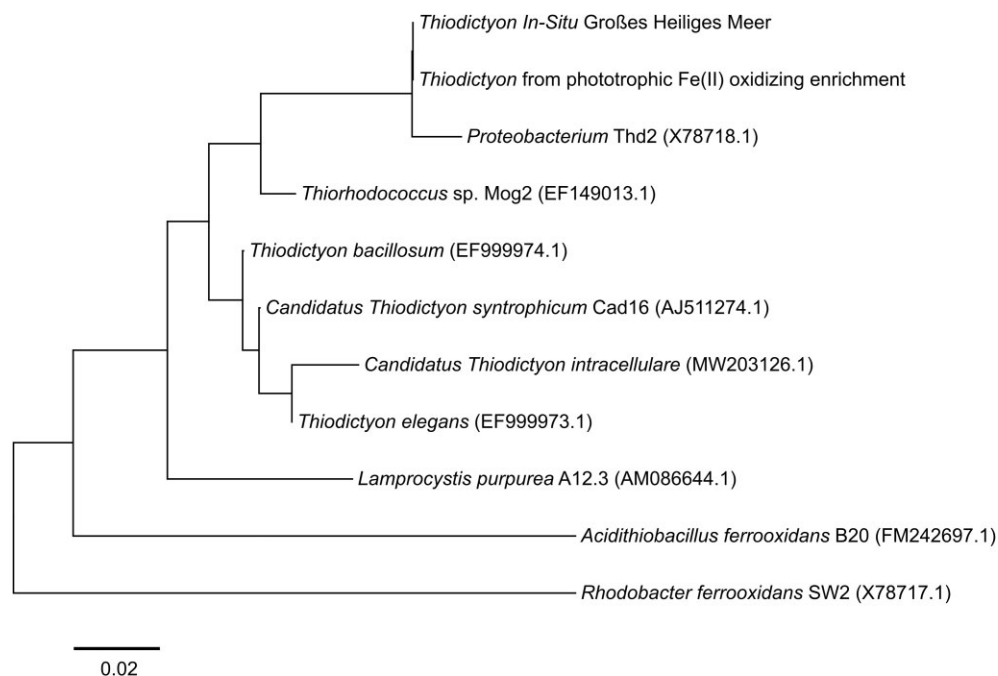 Thiodictyon In-Situ Großes Heiliges Meer
Thiodictyon from phototrophic Fe(II) oxidizing enrichment
Proteobacterium Thd2 (X78718.1)
Thiorhodococcus sp. Mog2 (EF149013.1)
Thiodictyon bacillosum (EF999974.1)
Candidatus Thiodictyon syntrophicum Cad16 (AJ511274.1)
Candidatus Thiodictyon intracellulare (MW203126.1)
Thiodictyon elegans (EF999973.1)
Lamprocystis purpurea A12.3 (AM086644.1)
Acidithiobacillus ferrooxidans B20 (FM242697.1)
Rhodobacter ferrooxidans SW2 (X78717.1)
0.02